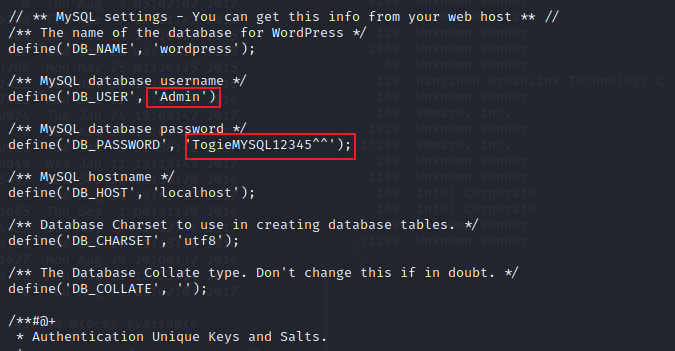 // ** MySQL settings - You can get this info from your web host ** //
/** The name of the database for WordPress */
define('DB_NAME', 'wordpress');
/** MySQL database username */
define('DB_USER', 'Admin')
/** MySQL database password */
define('DB_PASSWORD', 'TogieMYSQL12345^^');
/** MySQL hostname */
define('DB_HOST', 'localhost');
/** Database Charset to use in creating database tables. */
define('DB_CHARSET', 'utf8');
/** The Database Collate type. Don't change this if in doubt. */
define('DB_COLLATE', '');
/**#@+
* Authentication Unique Keys and Salts.